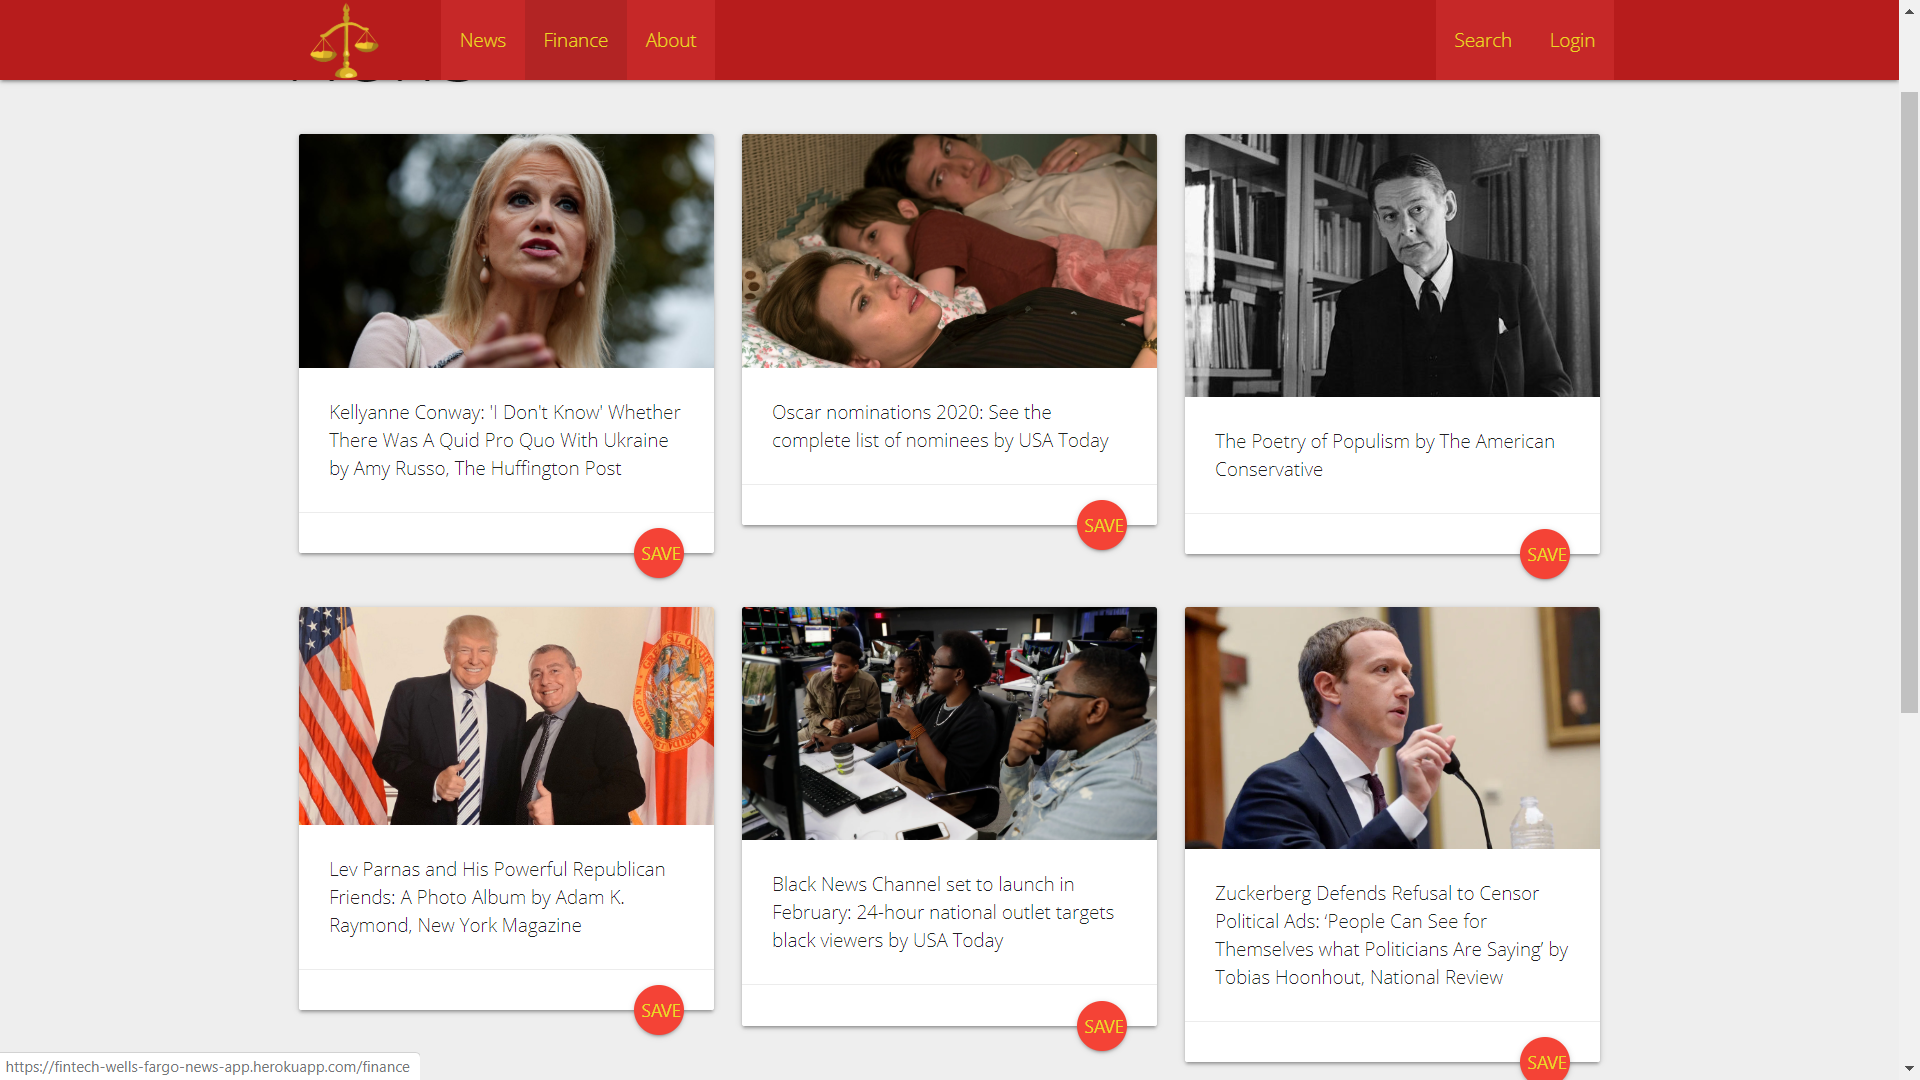 News
Finance
About
Search
Login
Kellyanne Conway: 'I Don't Know' Whether
There Was A Quid Pro Quo With Ukraine
by Amy Russo, The Huffington Post
SAVE
Oscar nominations 2020: See the
complete list of nominees by USA Today
SAVE
The Poetry of Populism by The American
Conservative
SAVE
Lev Parnas and His Powerful Republican
Friends: A Photo Album by Adam K.
Raymond, New York Magazine
SAVE
Black News Channel set to launch in
February: 24-hour national outlet targets
black viewers by USA Today
SAVE
Zuckerberg Defends Refusal to Censor
Political Ads: ‘People Can See for
Themselves what Politicians Are Saying’ by
Tobias Hoonhout, National Review
SAVE
https://fintech-wells-fargo-news-app.herokuapp.com/finance